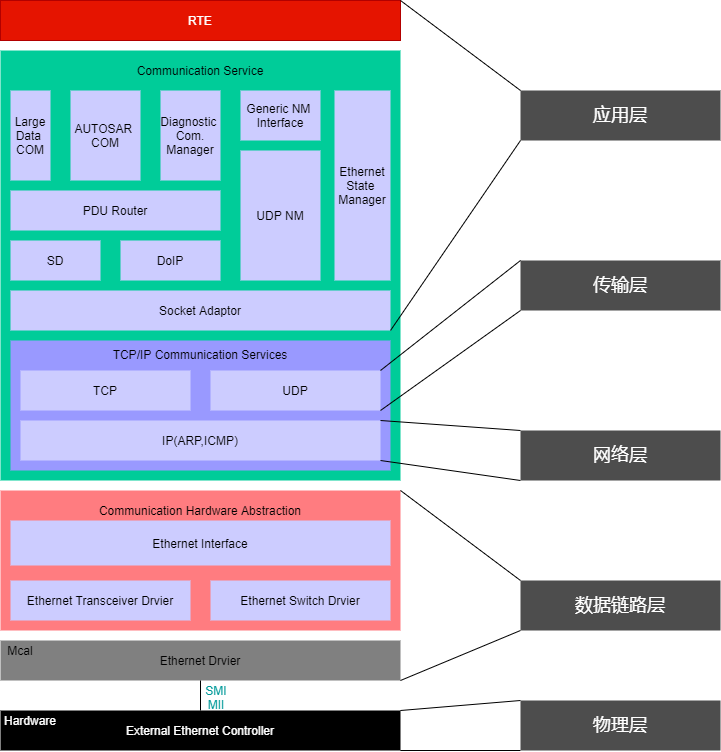 RTE
Communication Service
Large
Data
COM
AUTOSAR
COM
Diagnostic
Com.
Manager
Generic NM
Interface
Ethernet
State
Manager
PDU Router
UDP NM
SD
DoIP
Socket Adaptor
TCP/IP Communication Services
TCP
UDP
IP(ARP,ICMP)
Communication Hardware Abstraction
Ethernet Interface
Ethernet Transceiver Drvier
Ethernet Switch Drvier
Mcal
Ethernet Drvier
SMI
MII
Hardware
External Ethernet Controller
应用层
传输层
网络层
数据链路层
物理层